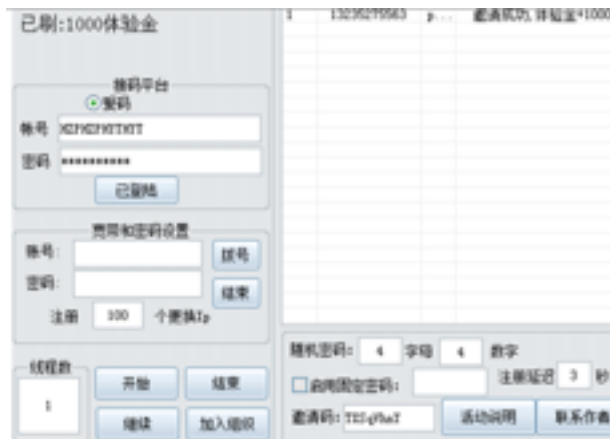 已刷:1000体验金
接码平台
爱码
帐号
密码 **********
已登陆
宽带和密码设置
账号:
拨号
密码:
结束
注册 100 个更换Ip
线程数
1
开始
结束
继续
加入组织
1 13235275563 p... 邀请成功,体验金+1000
随机密码: 4 字母 4 数字
启用固定密码:
注册延迟 3 秒
邀请码:
活动说明
联系作者